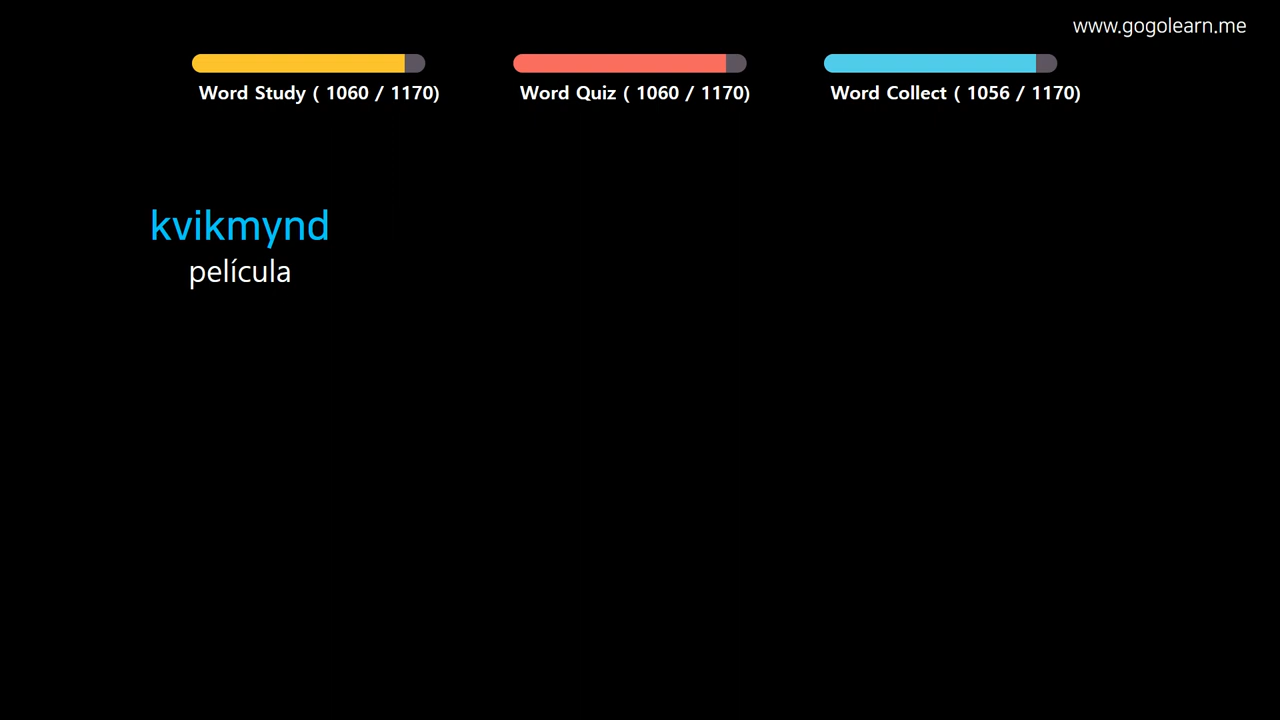 www.gogolearn.me
Word Study ( 1060 / 1170)
Word Quiz ( 1060 / 1170)
Word Collect ( 1056 / 1170)
kvikmynd
película